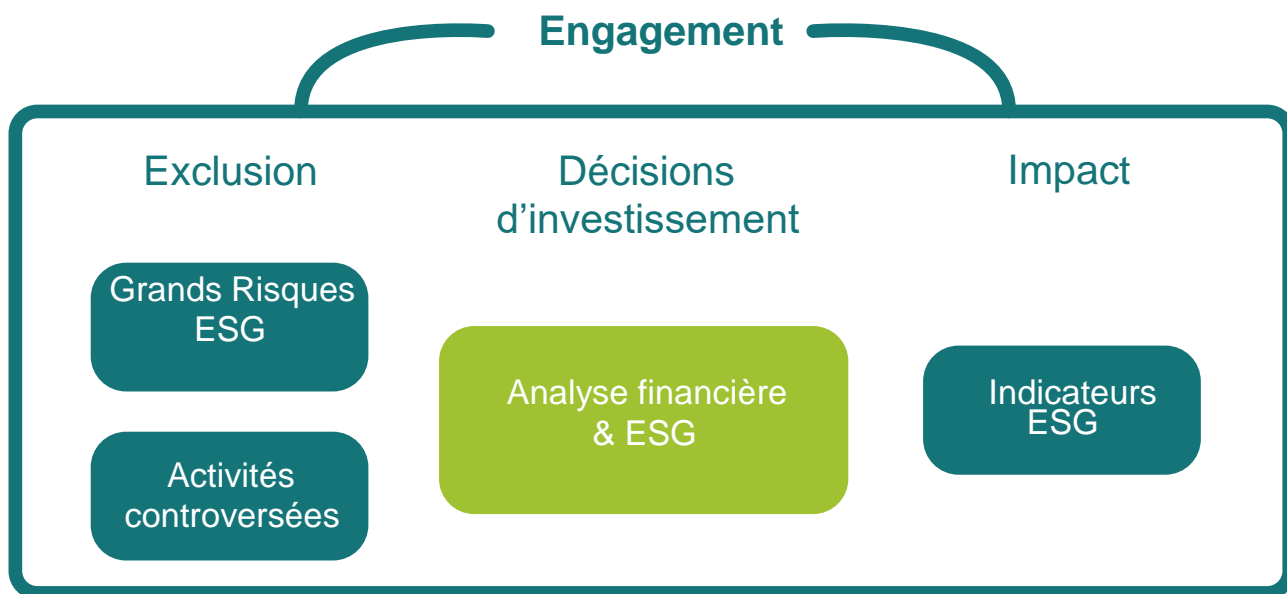 Engagement
Exclusion
Grands Risques
ESG
Activités
controversées
Décisions
d’investissement
Analyse financière
& ESG
Impact
Indicateurs
ESG